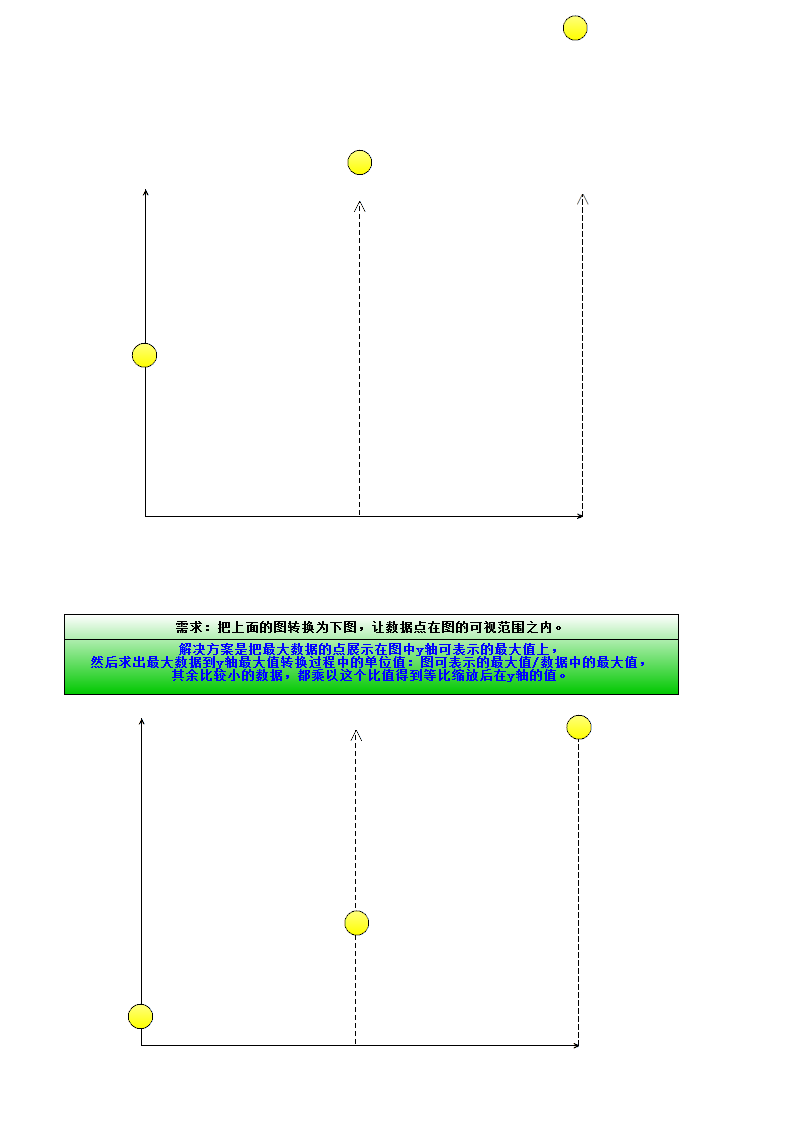 需求：把上面的图转换为下图，让数据点在图的可视范围之内。
解决方案是把最大数据的点展示在图中y轴可表示的最大值上，
然后求出最大数据到y轴最大值转换过程中的单位值：图可表示的最大值/数据中的最大值，
其余比较小的数据，都乘以这个比值得到等比缩放后在y轴的值。